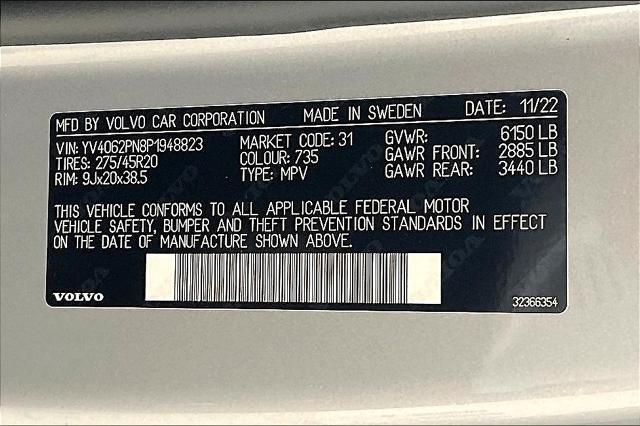 MFD BY VOLVO CAR CORPORATION MADE IN SWEDEN DATE: 11/22
VIN: YV4062PN8P1948823 MARKET CODE: 31 GVWR: 6150 LB
TIRES: 275/45R20 COLOUR: 735 GAWR FRONT: 2885 LB
RIM: 9Jx20x38.5 TYPE: MPV GAWR REAR: 3440 LB
THIS VEHICLE CONFORMS TO ALL APPLICABLE FEDERAL MOTOR
VEHICLE SAFETY, BUMPER AND THEFT PREVENTION STANDARDS IN EFFECT
ON THE DATE OF MANUFACTURE SHOWN ABOVE.
VOLVO 32366354